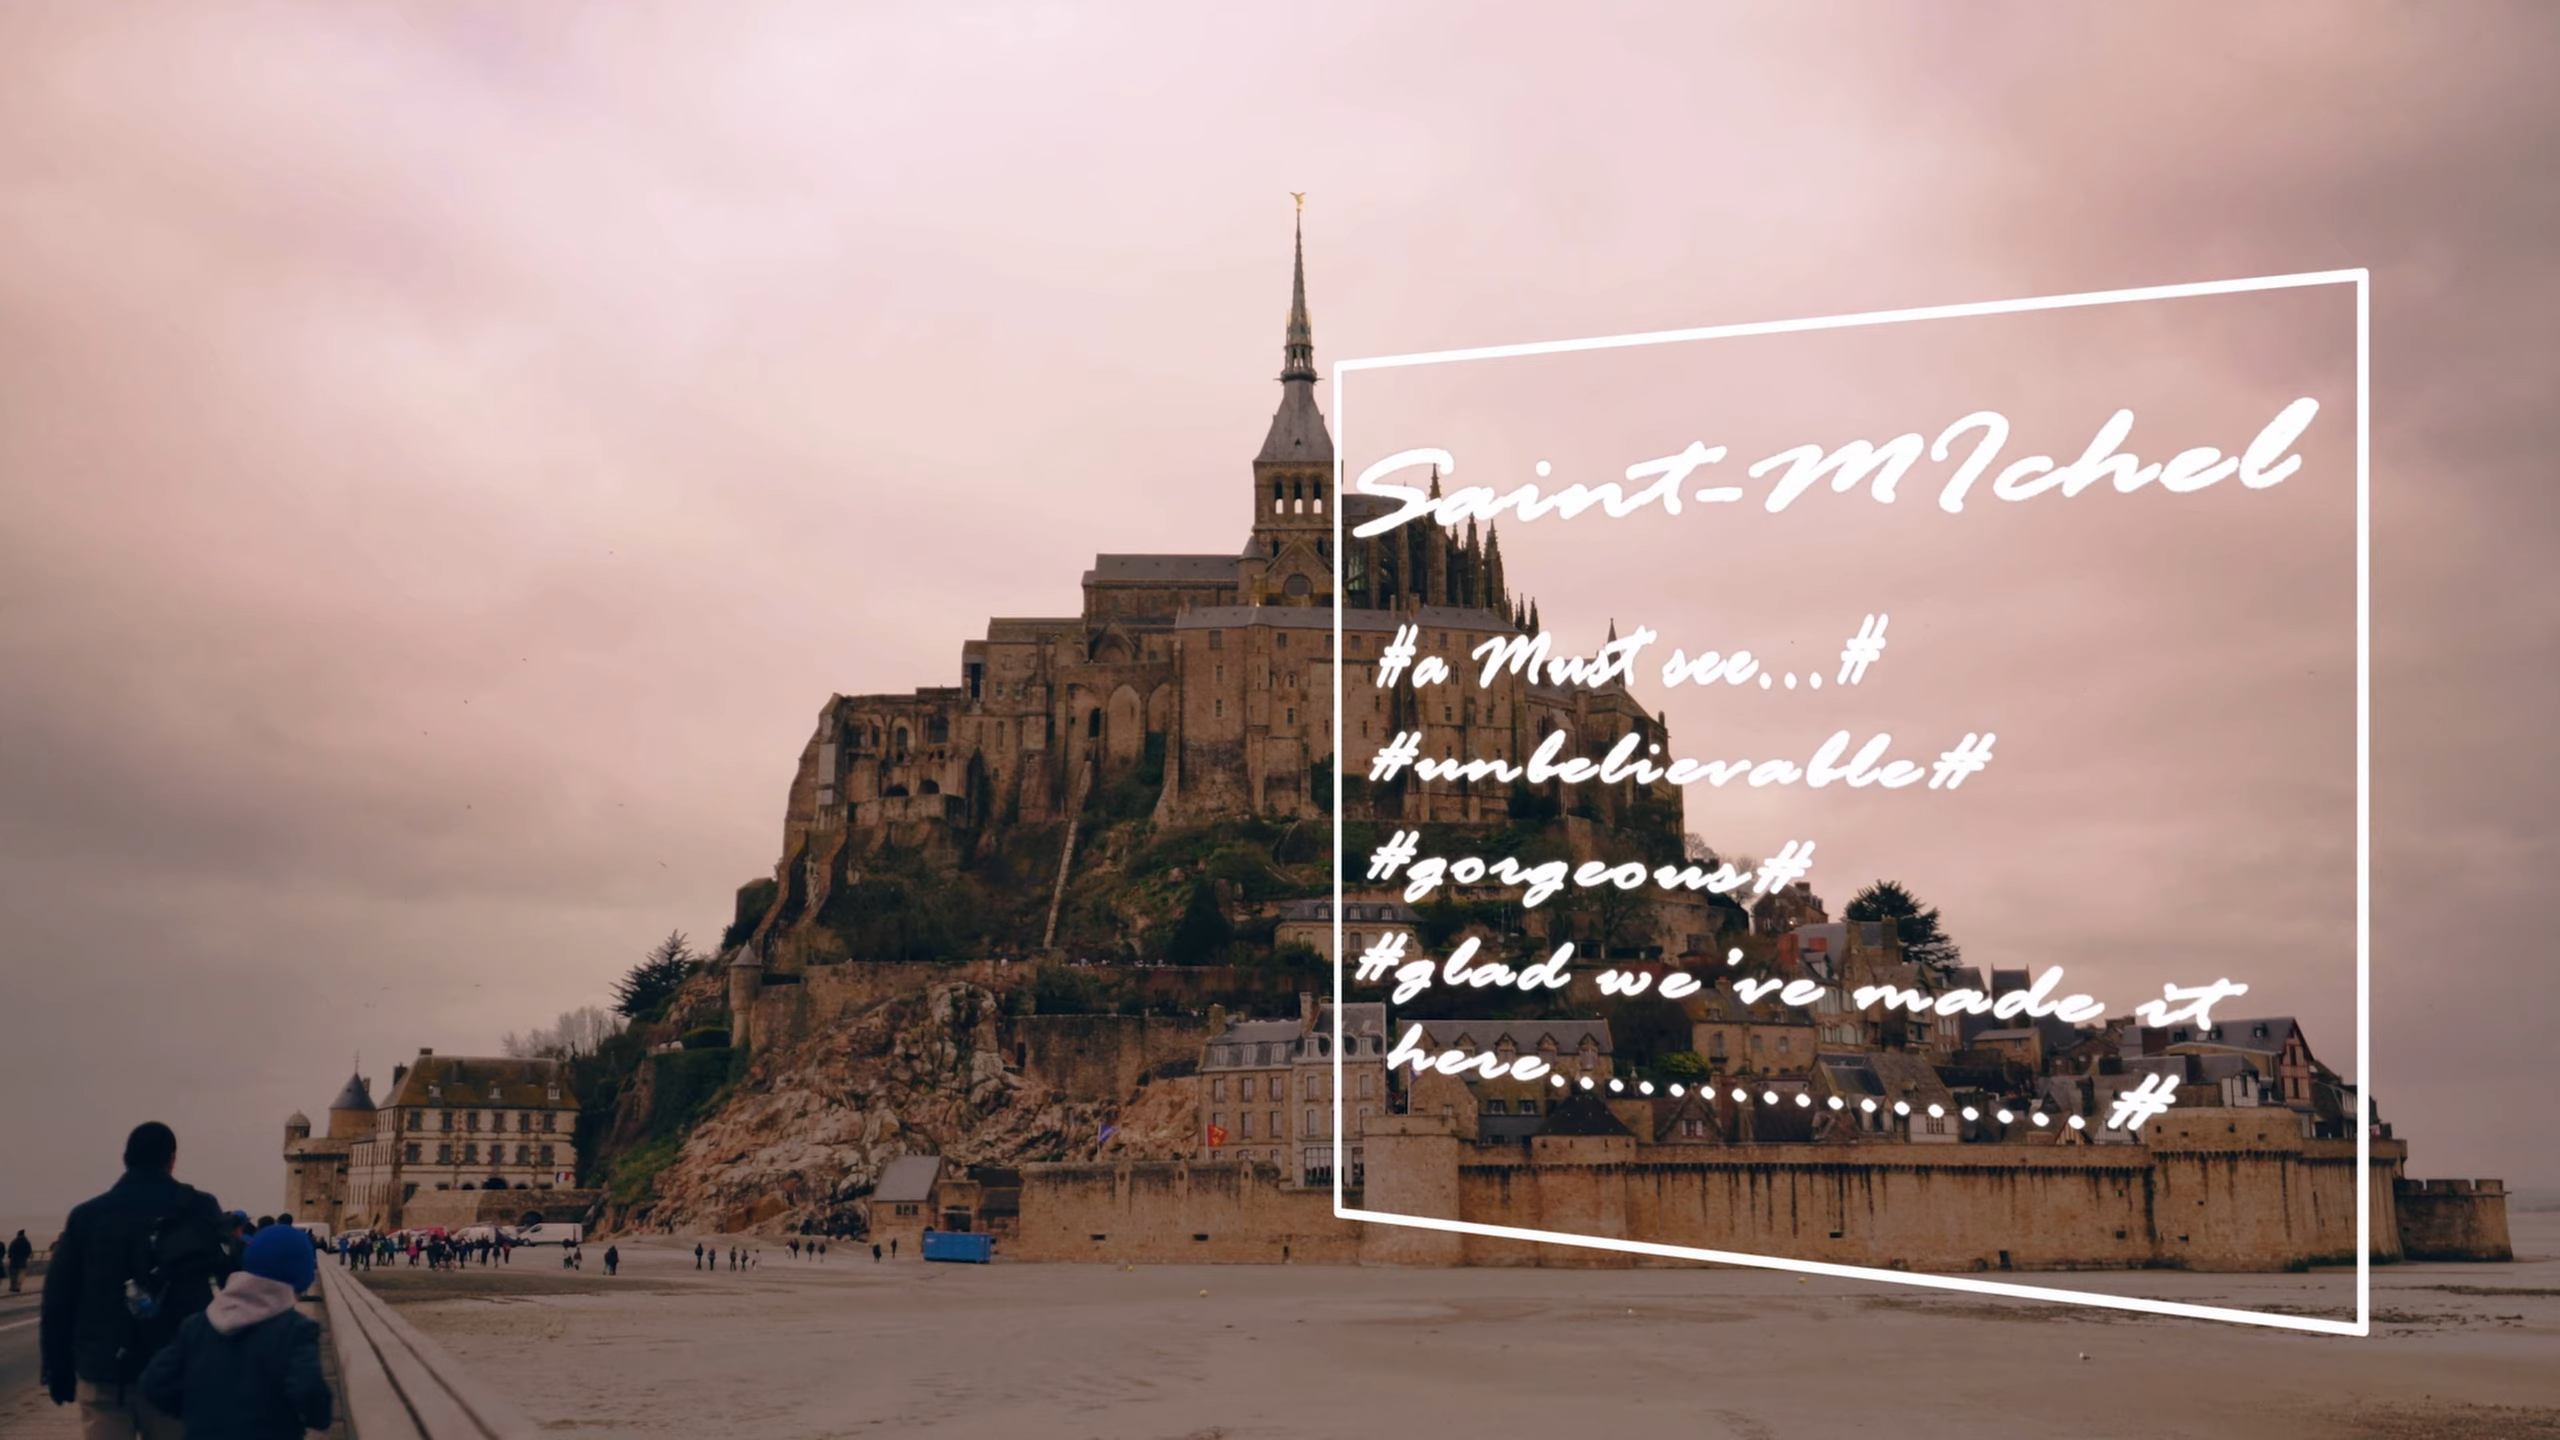 Saint-MIchel
#a Must see...#
#unbelievable#
#gorgeous#
#glad we've made it
here.................#